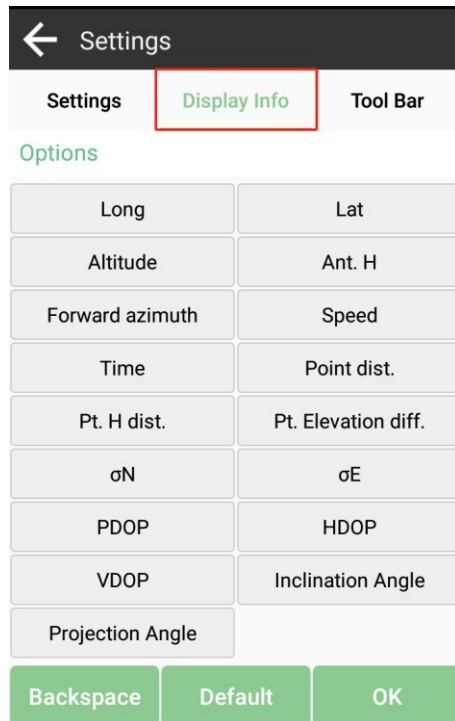 Settings
Settings Display Info Tool Bar
Options
Long Lat
Altitude Ant. H
Forward azimuth Speed
Time Point dist.
Pt. H dist. Pt. Elevation diff.
σN σE
PDOP HDOP
VDOP Inclination Angle
Projection Angle
Backspace Default OK